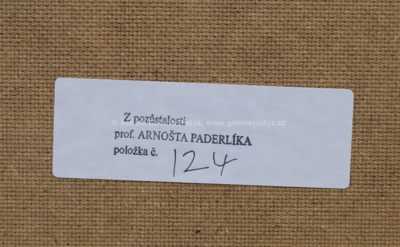 Z pozůstalosti
prof. ARNOŠTA PADERLÍKA
položka č. 124